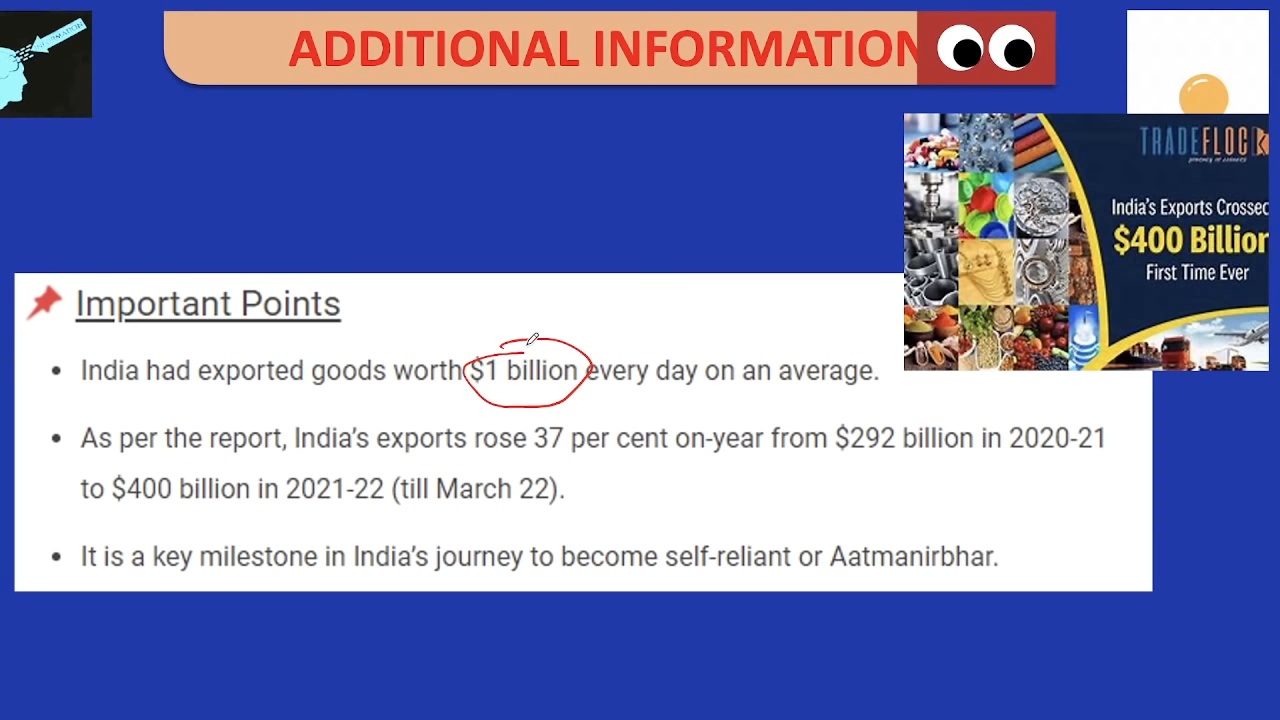 ADDITIONAL INFORMATION
TRADEFLOCK
India's Exports Crossed
$400 Billion
First Time Ever
Important Points
India had exported goods worth $1 billion every day on an average.
As per the report, India's exports rose 37 per cent on-year from $292 billion in 2020-21
to $400 billion in 2021-22 (till March 22).
It is a key milestone in India's journey to become self-reliant or Aatmanirbhar.